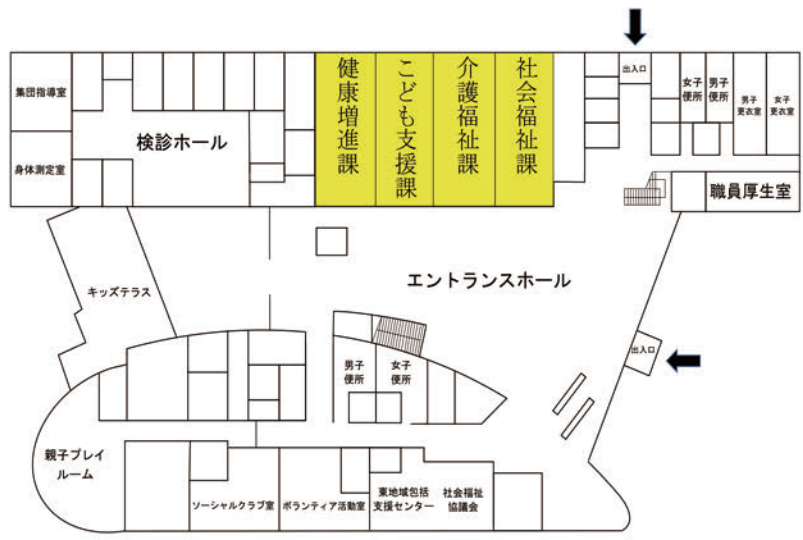 健康増進課
こども支援課
介護福祉課
社会福祉課
出入口
女子
便所
男子
便所
男子
更衣室
女子
更衣室
集団指導室
検診ホール
身体測定室
職員厚生室
キッズテラス
エントランスホール
出入口
男子
便所
女子
便所
親子プレイ
ルーム
ソーシャルクラブ室
ボランティア活動室
東地域包括
支援センター
社会福祉
協議会